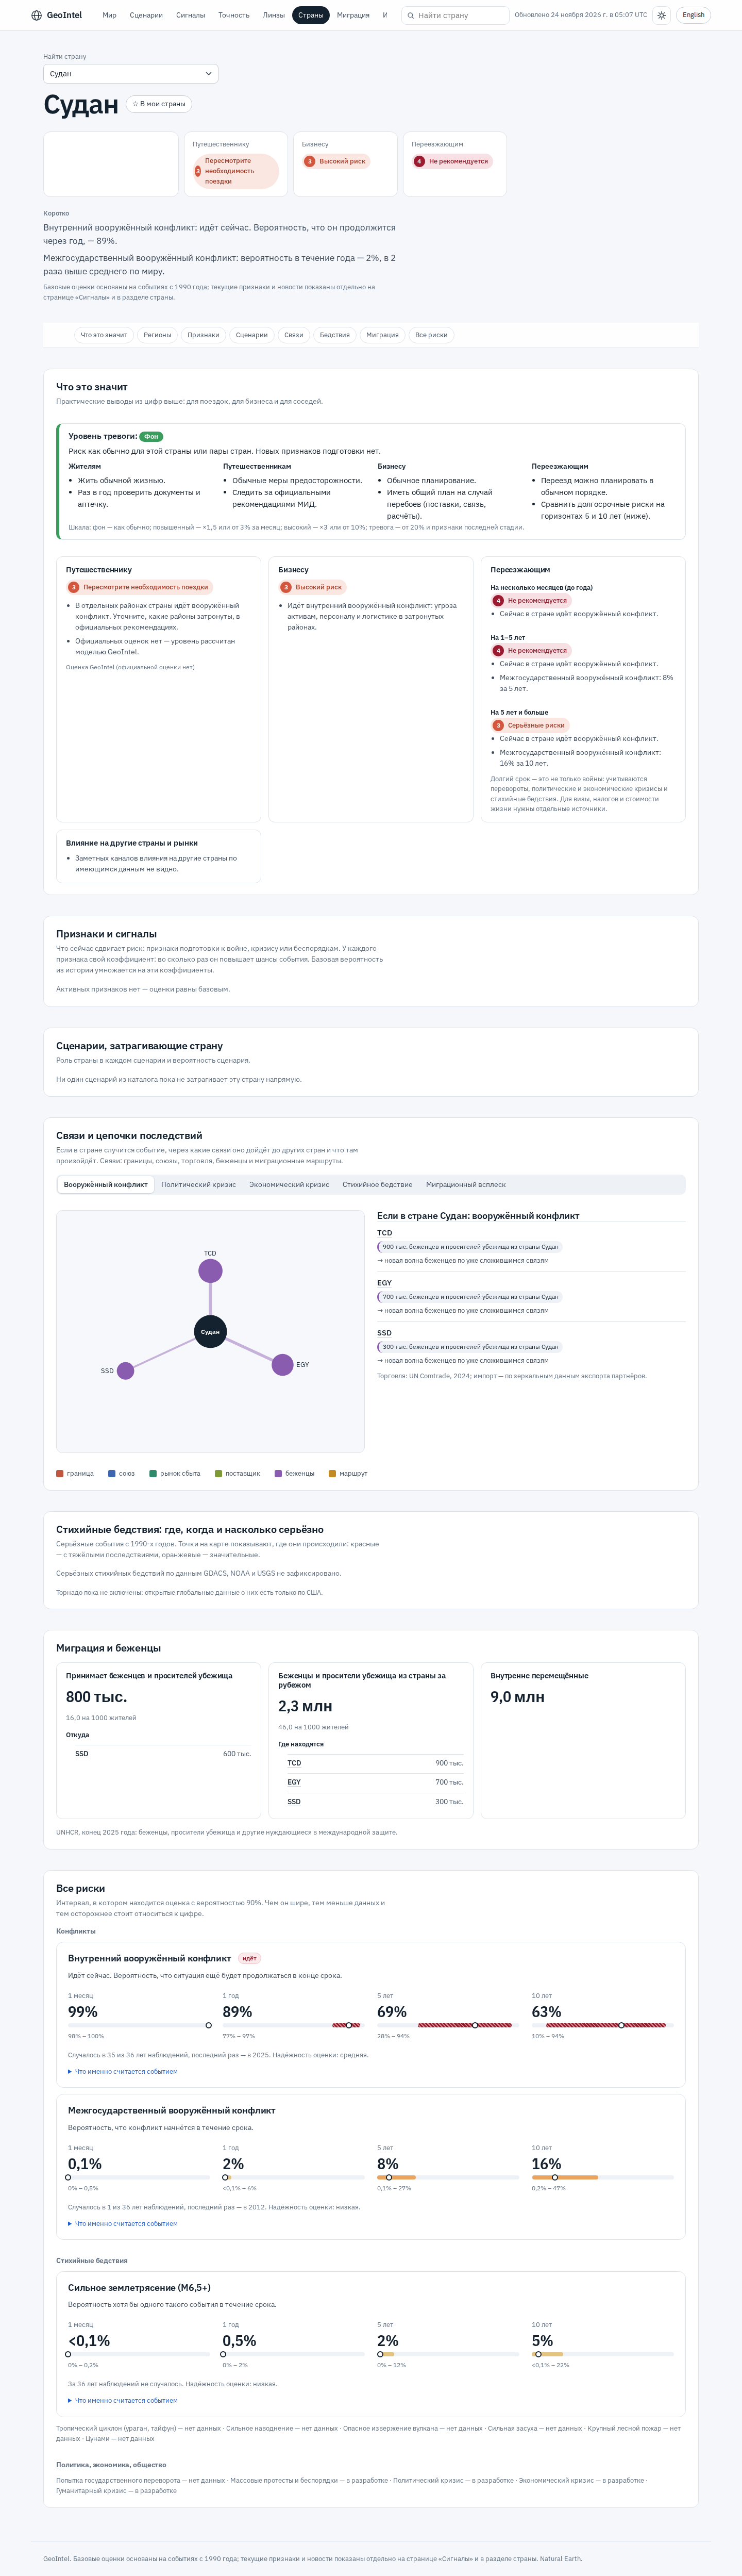 GeoIntel
Мир Сценарии Сигналы Точность Линзы Страны Миграция И
Найти страну
Обновлено 24 ноября 2026 г. в 05:07 UTC
English
Найти страну
Судан
Судан
☆ В мои страны
Путешественнику
3 Пересмотрите
необходимость
поездки
Бизнесу
3 Высокий риск
Переезжающим
4 Не рекомендуется
Коротко
Внутренний вооружённый конфликт: идёт сейчас. Вероятность, что он продолжится
через год, — 89%.
Межгосударственный вооружённый конфликт: вероятность в течение года — 2%, в 2
раза выше среднего по миру.
Базовые оценки основаны на событиях с 1990 года; текущие признаки и новости показаны отдельно на
странице «Сигналы» и в разделе страны.
Что это значит Регионы Признаки Сценарии Связи Бедствия Миграция Все риски
Что это значит
Практические выводы из цифр выше: для поездок, для бизнеса и для соседей.
Уровень тревоги: Фон
Риск как обычно для этой страны или пары стран. Новых признаков подготовки нет.
Жителям
Жить обычной жизнью.
Раз в год проверить документы и
аптечку.
Путешественникам
Обычные меры предосторожности.
Следить за официальными
рекомендациями МИД.
Бизнесу
Обычное планирование.
Иметь общий план на случай
перебоев (поставки, связь,
расчёты).
Переезжающим
Переезд можно планировать в
обычном порядке.
Сравнить долгосрочные риски на
горизонтах 5 и 10 лет (ниже).
Шкала: фон — как обычно; повышенный — ×1,5 или от 3% за месяц; высокий — ×3 или от 10%; тревога — от 20% и признаки последней стадии.
Путешественнику
3 Пересмотрите необходимость поездки
В отдельных районах страны идёт вооружённый
конфликт. Уточните, какие районы затронуты, в
официальных рекомендациях.
Официальных оценок нет — уровень рассчитан
моделью GeoIntel.
Оценка GeoIntel (официальной оценки нет)
Бизнесу
3 Высокий риск
Идёт внутренний вооружённый конфликт: угроза
активам, персоналу и логистике в затронутых
районах.
Переезжающим
На несколько месяцев (до года)
4 Не рекомендуется
Сейчас в стране идёт вооружённый конфликт.
На 1–5 лет
4 Не рекомендуется
Сейчас в стране идёт вооружённый конфликт.
Межгосударственный вооружённый конфликт: 8%
за 5 лет.
На 5 лет и больше
3 Серьёзные риски
Сейчас в стране идёт вооружённый конфликт.
Межгосударственный вооружённый конфликт:
16% за 10 лет.
Долгий срок — это не только войны: учитываются
перевороты, политические и экономические кризисы и
стихийные бедствия. Для визы, налогов и стоимости
жизни нужны отдельные источники.
Влияние на другие страны и рынки
Заметных каналов влияния на другие страны по
имеющимся данным не видно.
Признаки и сигналы
Что сейчас сдвигает риск: признаки подготовки к войне, кризису или беспорядкам. У каждого
признака свой коэффициент: во сколько раз он повышает шансы события. Базовая вероятность
из истории умножается на эти коэффициенты.
Активных признаков нет — оценки равны базовым.
Сценарии, затрагивающие страну
Роль страны в каждом сценарии и вероятность сценария.
Ни один сценарий из каталога пока не затрагивает эту страну напрямую.
Связи и цепочки последствий
Если в стране случится событие, через какие связи оно дойдёт до других стран и что там
произойдёт. Связи: границы, союзы, торговля, беженцы и миграционные маршруты.
Вооружённый конфликт Политический кризис Экономический кризис Стихийное бедствие Миграционный всплеск
TCD
Судан
SSD
EGY
Если в стране Судан: вооружённый конфликт
TCD
900 тыс. беженцев и просителей убежища из страны Судан
→ новая волна беженцев по уже сложившимся связям
EGY
700 тыс. беженцев и просителей убежища из страны Судан
→ новая волна беженцев по уже сложившимся связям
SSD
300 тыс. беженцев и просителей убежища из страны Судан
→ новая волна беженцев по уже сложившимся связям
Торговля: UN Comtrade, 2024; импорт — по зеркальным данным экспорта партнёров.
граница союз рынок сбыта поставщик беженцы маршрут
Стихийные бедствия: где, когда и насколько серьёзно
Серьёзные события с 1990-х годов. Точки на карте показывают, где они происходили: красные
— с тяжёлыми последствиями, оранжевые — значительные.
Серьёзных стихийных бедствий по данным GDACS, NOAA и USGS не зафиксировано.
Торнадо пока не включены: открытые глобальные данные о них есть только по США.
Миграция и беженцы
Принимает беженцев и просителей убежища
800 тыс.
16,0 на 1000 жителей
Откуда
SSD 600 тыс.
Беженцы и просители убежища из страны за
рубежом
2,3 млн
46,0 на 1000 жителей
Где находятся
TCD 900 тыс.
EGY 700 тыс.
SSD 300 тыс.
Внутренне перемещённые
9,0 млн
UNHCR, конец 2025 года: беженцы, просители убежища и другие нуждающиеся в международной защите.
Все риски
Интервал, в котором находится оценка с вероятностью 90%. Чем он шире, тем меньше данных и
тем осторожнее стоит относиться к цифре.
Конфликты
Внутренний вооружённый конфликт идёт
Идёт сейчас. Вероятность, что ситуация ещё будет продолжаться в конце срока.
1 месяц 1 год 5 лет 10 лет
99% 89% 69% 63%
98% – 100% 77% – 97% 28% – 94% 10% – 94%
Случалось в 35 из 36 лет наблюдений, последний раз — в 2025. Надёжность оценки: средняя.
Что именно считается событием
Межгосударственный вооружённый конфликт
Вероятность, что конфликт начнётся в течение срока.
1 месяц 1 год 5 лет 10 лет
0,1% 2% 8% 16%
0% – 0,5% <0,1% – 6% 0,1% – 27% 0,2% – 47%
Случалось в 1 из 36 лет наблюдений, последний раз — в 2012. Надёжность оценки: низкая.
Что именно считается событием
Стихийные бедствия
Сильное землетрясение (M6,5+)
Вероятность хотя бы одного такого события в течение срока.
1 месяц 1 год 5 лет 10 лет
<0,1% 0,5% 2% 5%
0% – 0,2% 0% – 2% 0% – 12% <0,1% – 22%
За 36 лет наблюдений не случалось. Надёжность оценки: низкая.
Что именно считается событием
Тропический циклон (ураган, тайфун) — нет данных · Сильное наводнение — нет данных · Опасное извержение вулкана — нет данных · Сильная засуха — нет данных · Крупный лесной пожар — нет
данных · Цунами — нет данных
Политика, экономика, общество
Попытка государственного переворота — нет данных · Массовые протесты и беспорядки — в разработке · Политический кризис — в разработке · Экономический кризис — в разработке ·
Гуманитарный кризис — в разработке
GeoIntel. Базовые оценки основаны на событиях с 1990 года; текущие признаки и новости показаны отдельно на странице «Сигналы» и в разделе страны. Natural Earth.